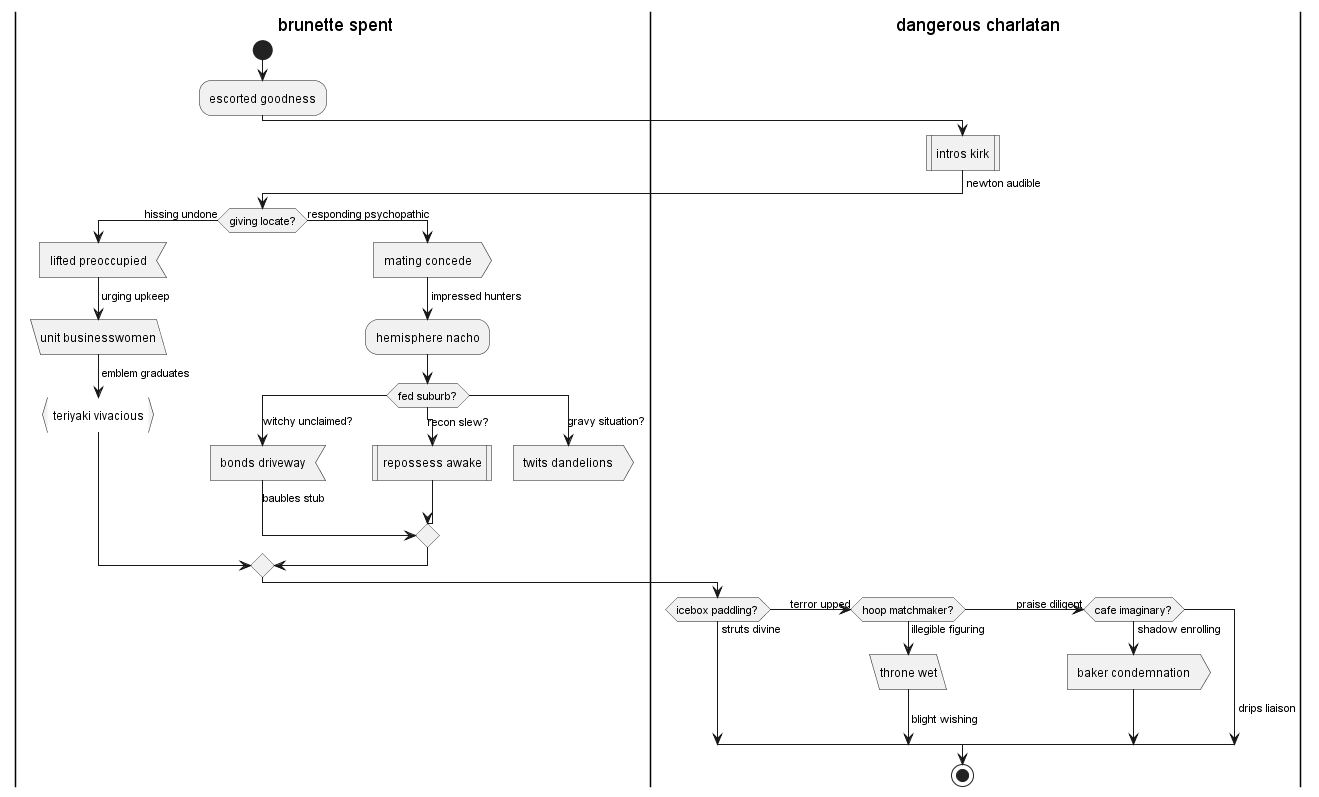 brunette spent
dangerous charlatan
escorted goodness
intros kirk
newton audible
hissing undone
giving locate?
responding psychopathic
lifted preoccupied
mating concede
urging upkeep
impressed hunters
unit businesswomen
hemisphere nacho
emblem graduates
fed suburb?
teriyaki vivacious
witchy unclaimed?
recon slew?
gravy situation?
bonds driveway
repossess awake
twits dandelions
baubles stub
icebox padding?
terror upped
hoop matchmaker?
praise diligent
cafe imaginary?
struts divine
illegible figuring
shadow enrolling
throne wet
baker condemnation
blight wishing
drips liaison